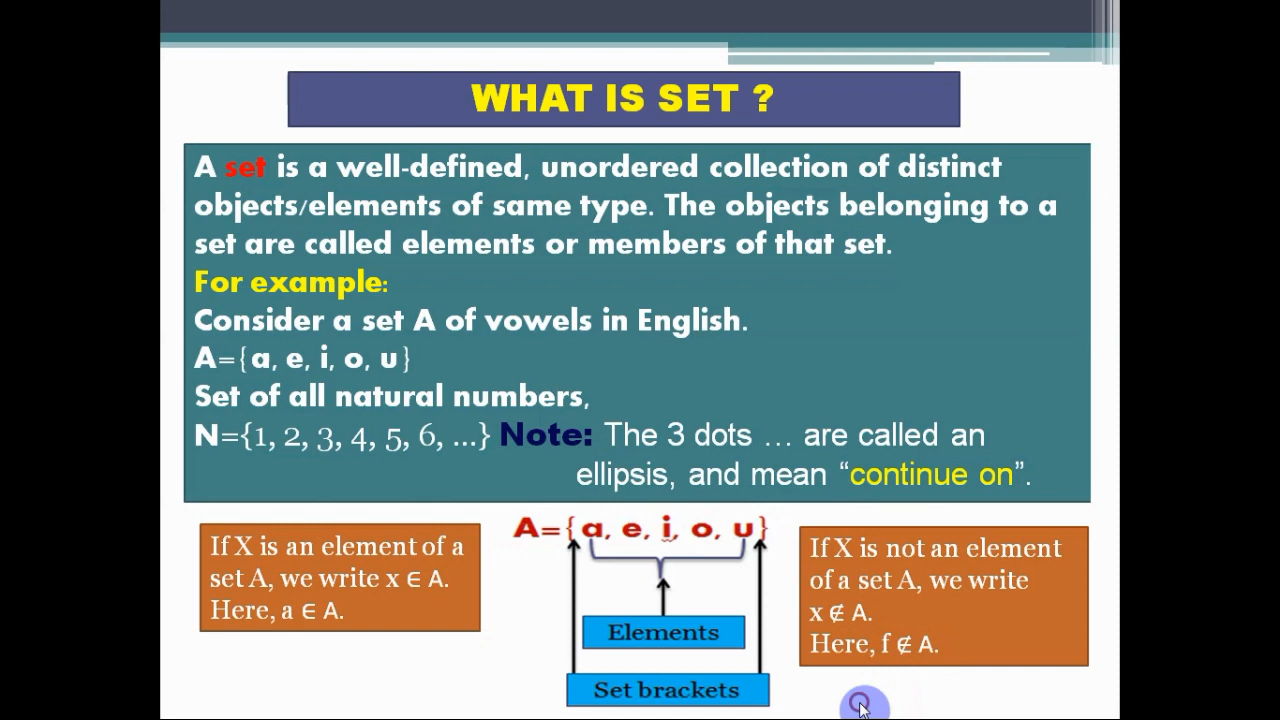 WHAT IS SET ?
A set is a well-defined, unordered collection of distinct
objects/elements of same type. The objects belonging to a
set are called elements or members of that set.
For example:
Consider a set A of vowels in English.
A={a, e, i, o, u}
Set of all natural numbers,
N={1, 2, 3, 4, 5, 6, ...} Note: The 3 dots … are called an
ellipsis, and mean “continue on”.
If X is an element of a
set A, we write x ∈ A.
Here, a ∈ A.
A={a, e, i, o, u}
Elements
Set brackets
If X is not an element
of a set A, we write
x ∉ A.
Here, f ∉ A.